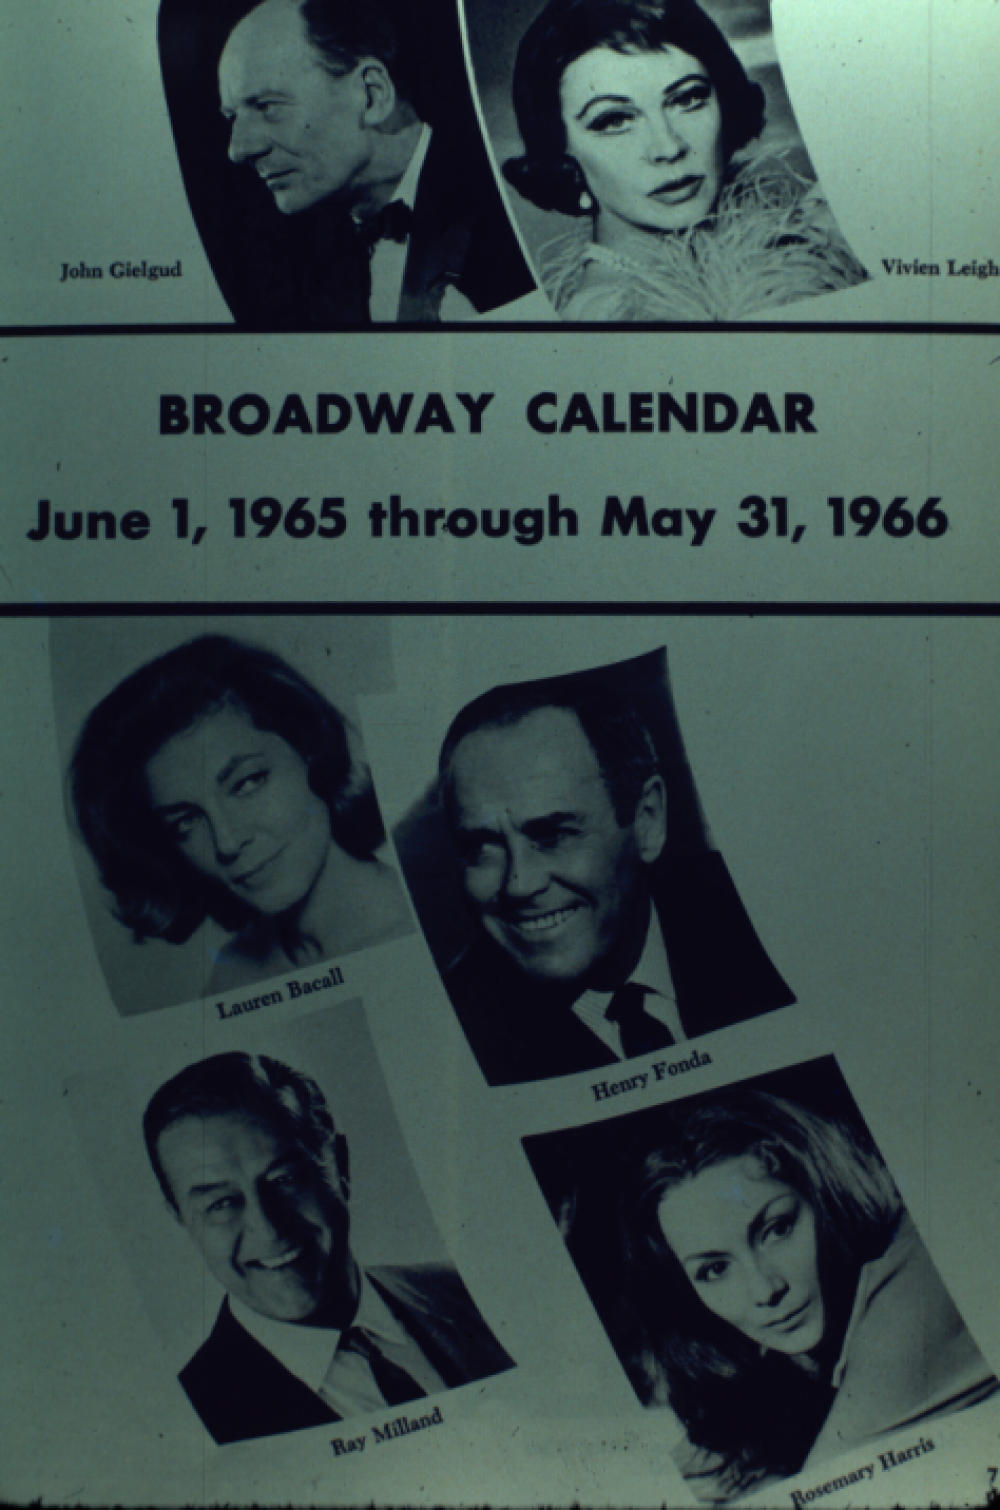 John Gielgud
Vivien Leigh
BROADWAY CALENDAR
June 1, 1965 through May 31, 1966
Lauren Bacall
Henry Fonda
Ray Milland
Rosemary Harris
7